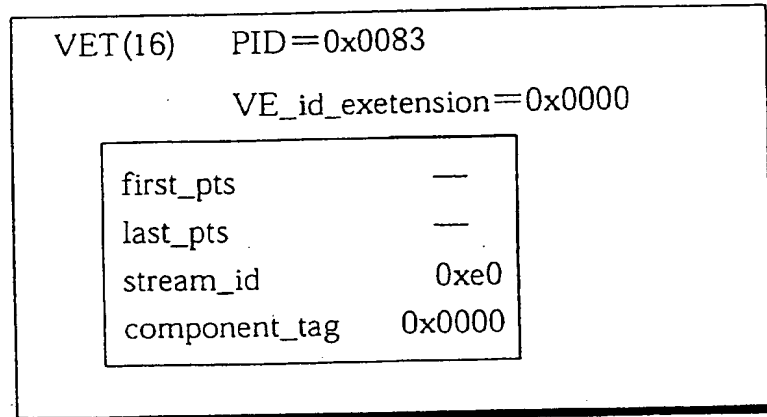 VET(16) PID=0x0083
VE_id_exetension=0x0000
first_pts —
last_pts —
stream_id 0xe0
component_tag 0x0000